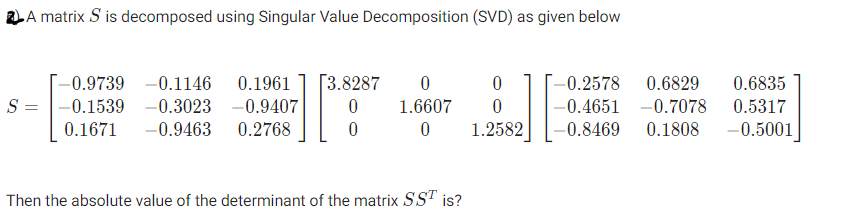 2) A matrix S is decomposed using Singular Value Decomposition (SVD) as given below
S = [−0.9739 −0.1146 0.1961; −0.1539 −0.3023 −0.9407; 0.1671 −0.9463 0.2768] [3.8287 0 0; 0 1.6607 0; 0 0 1.2582] [−0.2578 0.6829 0.6835; −0.4651 −0.7078 0.5317; −0.8469 0.1808 −0.5001]
Then the absolute value of the determinant of the matrix SSᵀ is?